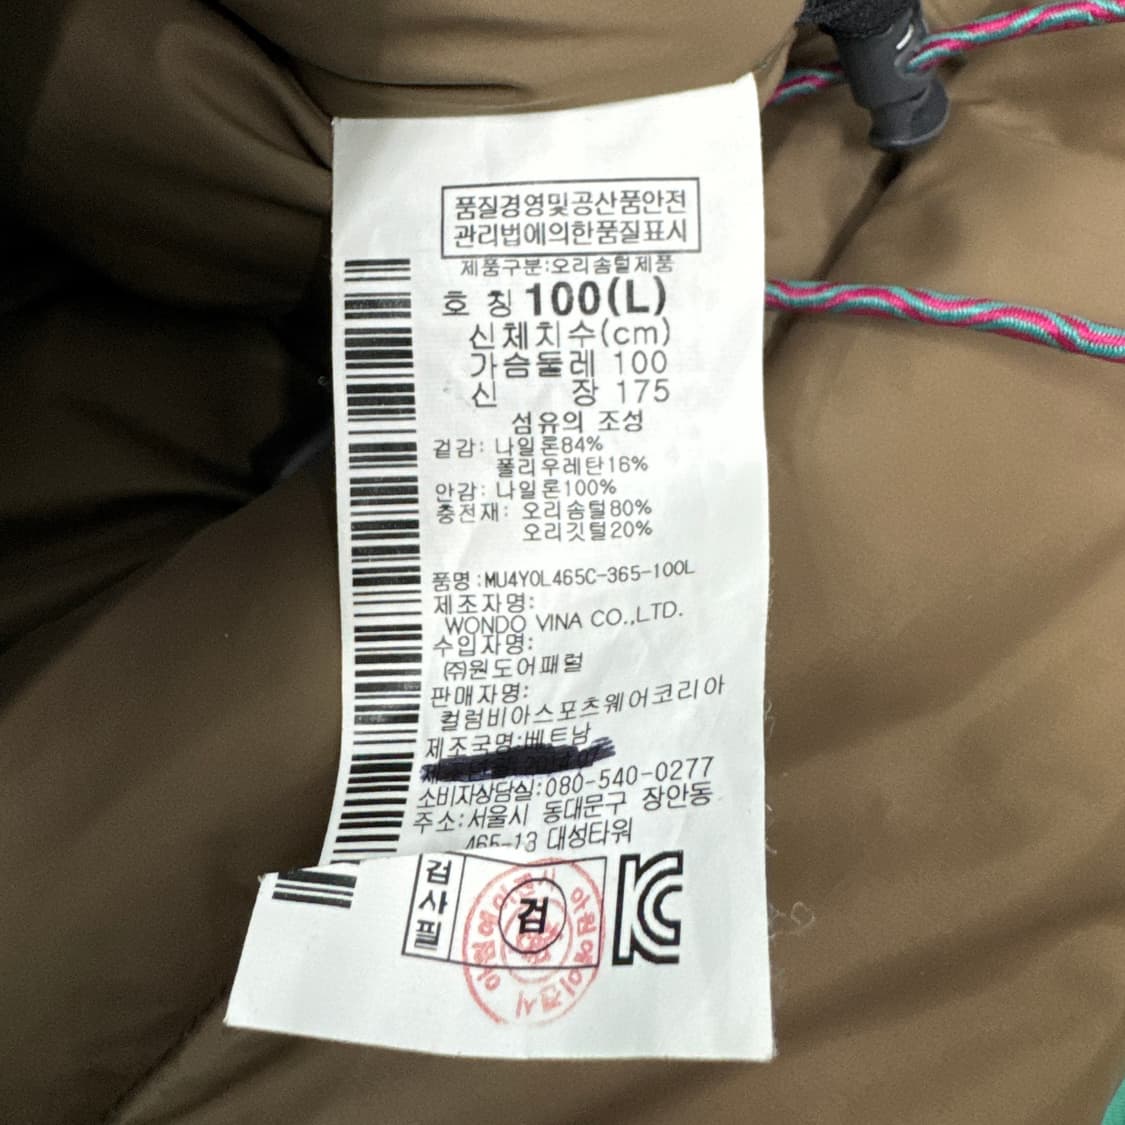 품질경영및공산품안전
관리법에의한품질표시
제품구분:오리솜털제품
호 칭 100(L)
신체치수(cm)
가슴둘레 100
신 장 175
섬유의 조성
겉감: 나일론84%
폴리우레탄16%
안감: 나일론100%
충전재: 오리솜털80%
오리깃털20%
품명:MU4YOL465C-365-100L
제조자명:
WONDO VINA CO.,LTD.
수입자명:
(주)원도어패럴
판매자명:
컬럼비아스포츠웨어코리아
제조국명:베트남
소비자상담실:080-540-0277
주소:서울시 동대문구 장안동
465-13 대성타워
검사필
검
KC